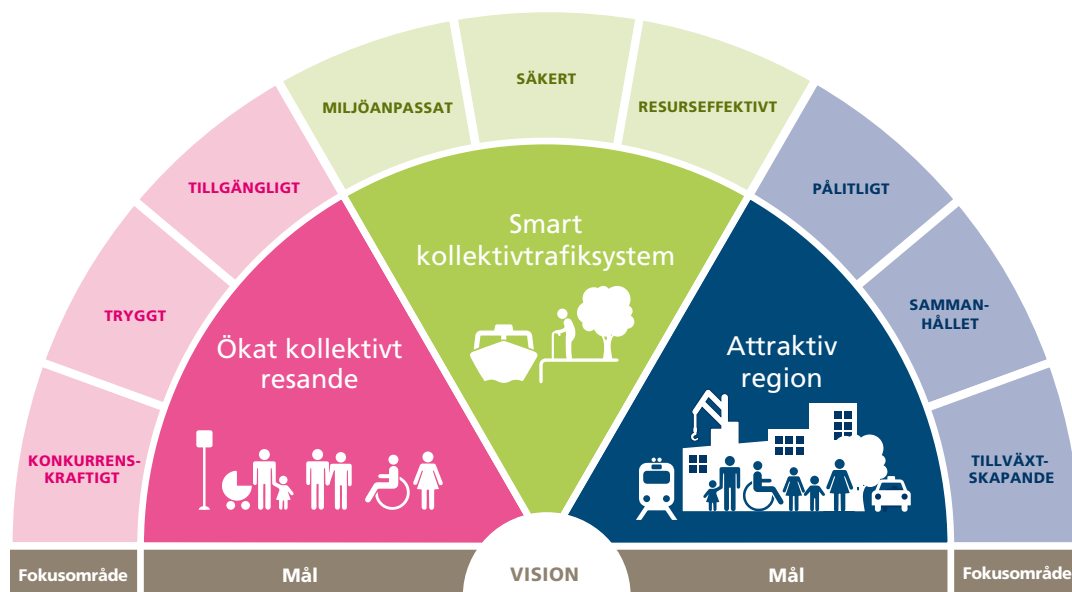 SÄKERT
MILJÖANPASSAT
RESURSEFFEKTIVT
TILLGÄNGLIGT
PÅLITLIGT
Smart
kollektivtrafiksystem
TRYGGT
SAMMAN-
HÅLLET
Ökat kollektivt
resande
Attraktiv
region
KONKURRENS-
KRAFTIGT
TILLVÄXT-
SKAPANDE
Fokusområde
Mål
VISION
Mål
Fokusområde